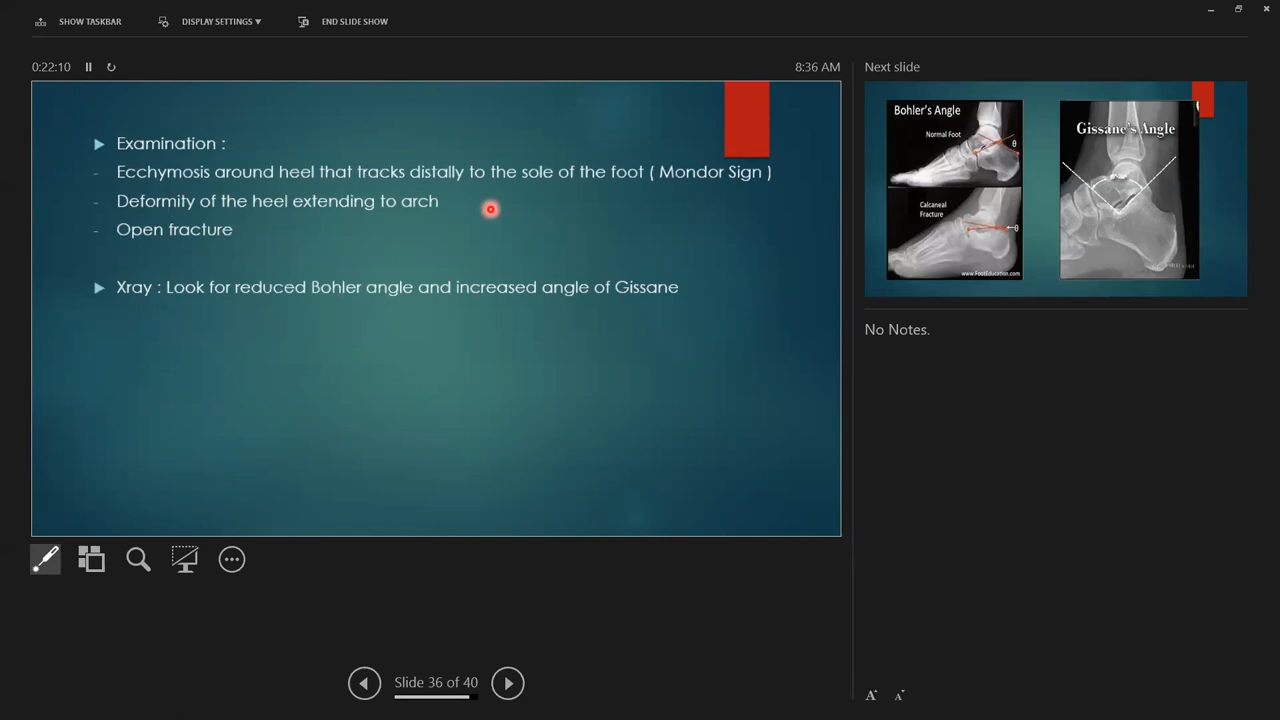 SHOW TASKBAR
DISPLAY SETTINGS ▼
END SLIDE SHOW
0:22:10
8:36 AM
Next slide
Examination :
- Ecchymosis around heel that tracks distally to the sole of the foot ( Mondor Sign )
- Deformity of the heel extending to arch
- Open fracture
Xray : Look for reduced Bohler angle and increased angle of Gissane
Bohler's Angle
Normal Foot
θ
Calcaneal
Fracture
θ
www.FootEducation.com
Gissane's Angle
No Notes.
Slide 36 of 40
A A